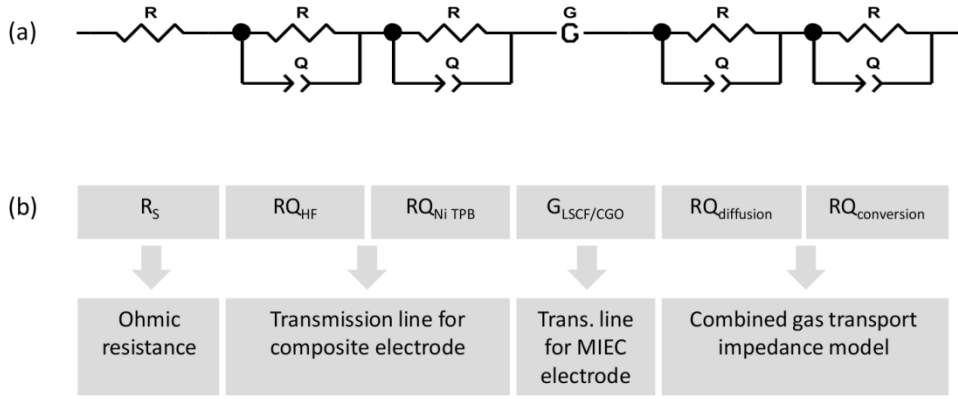 R R R G R R
(a)
Q Q Q Q
(b) R_S RQ_HF RQ_Ni TPB G_LSCF/CGO RQ_diffusion RQ_conversion
Ohmic
resistance
Transmission line for
composite electrode
Trans. line
for MIEC
electrode
Combined gas transport
impedance model